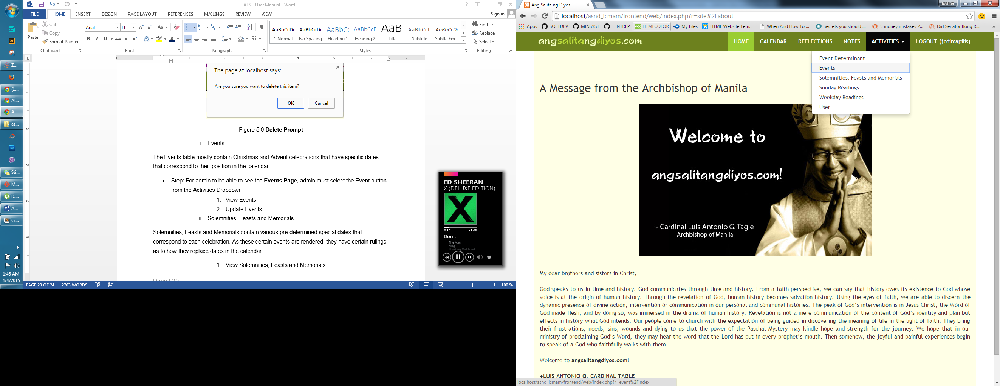 ALS - User Manual - Word
Sign in
FILE HOME INSERT DESIGN PAGE LAYOUT REFERENCES MAILINGS REVIEW VIEW
Paste
Cut
Copy
Format Painter
Clipboard
Arial 11
Font
Paragraph
AaBbCcDc AaBbCcDc AaBbCc AaBbCcD AaBl AaBbCcD AaBbCcD
¶ Normal No Spacing Heading 1 Heading 2 Title Subtitle Subtle Em...
Styles
Find
Replace
Select
Editing
The page at localhost says:
Are you sure you want to delete this item?
OK Cancel
Figure 5.9 Delete Prompt
i. Events
The Events table mostly contain Christmas and Advent celebrations that have specific dates
that correspond to their position in the calendar.
• Step: For admin to be able to see the Events Page, admin must select the Event button
from the Activities Dropdown
1. View Events
2. Update Events
ii. Solemnities, Feasts and Memorials
Solemnities, Feasts and Memorials contain various pre-determined special dates that
correspond to each celebration. As these certain events are rendered, they have certain rulings
as to how they replace dates in the calendar.
1. View Solemnities, Feasts and Memorials
PAGE 23 OF 24 2703 WORDS
100 %
Z...
(1...
Al...
A...
as...
Ps
Sti...
M...
D:...
A...
C:...
1:46 AM
4/4/2015
ED SHEERAN
X (DELUXE EDITION)
0:36 -3:03
Don't
The Man
Sing
Thinking Out Loud
Ang Salita ng Diyos
Joshua
localhost/asnd_lcmam/frontend/web/index.php?r=site%2Fabout
Apps SOFTDEV MINSYST TENTREP HTMLCOLOR My Files HTML Website Tem... When And How To ... Secrets you should ... 5 money mistakes 2... Did Senator Bong R... »
angsalitangdiyos.com
HOME CALENDAR REFLECTIONS NOTES ACTIVITIES LOGOUT (jcdimapilis)
Event Determinant
Events
Solemnities, Feasts and Memorials
Sunday Readings
Weekday Readings
User
A Message from the Archbishop of Manila
Welcome to
angsalitangdiyos.com!
- Cardinal Luis Antonio G. Tagle
Archbishop of Manila
My dear brothers and sisters in Christ,
God speaks to us in time and history. God communicates through time and history. From a faith perspective, we can say that history owes its existence to God whose
voice is at the origin of human history. Through the revelation of God, human history becomes salvation history. Using the eyes of faith, we are able to discern the
dynamic presence of divine action, intervention or communication in our personal and communal histories. The peak of God's intervention is in Jesus Christ, the Word of
God made flesh, and by doing so, was immersed in the drama of human history. Revelation is not a mere communication of the content of God's identity and plan but
effects in history what God intends. Our people come to church with the expectation of being guided in discovering the meaning of life in the light of faith. They bring
their frustrations, needs, sins, wounds and dying to us that the power of the Paschal Mystery may kindle hope and strength for the journey. We hope that in our
ministry of proclaiming God's Word, they may hear the word that the Lord has put in every prophet's mouth. Then somehow, the joyful and painful experiences begin
to speak of a God who faithfully walks with them.
Welcome to angsalitangdiyos.com!
+LUIS ANTONIO G. CARDINAL TAGLE
localhost/asnd_lcmam/frontend/web/index.php?r=event%2Findex